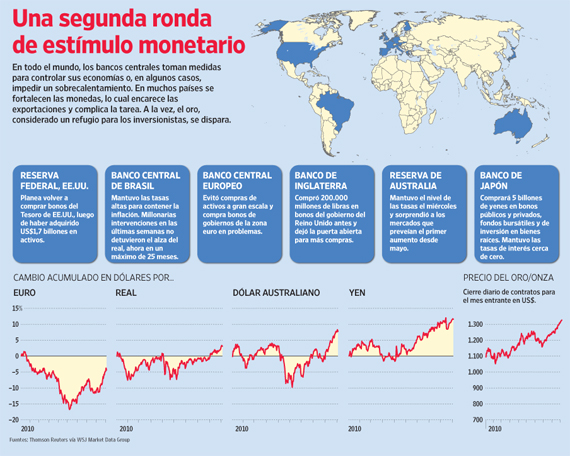 Una segunda ronda
de estímulo monetario
En todo el mundo, los bancos centrales toman medidas
para controlar sus economías o, en algunos casos,
impedir un sobrecalentamiento. En muchos países se
fortalecen las monedas, lo cual encarece las
exportaciones y complica la tarea. A la vez, el oro,
considerado un refugio para los inversionistas, se dispara.
RESERVA
FEDERAL, EE.UU.
Planea volver a
comprar bonos del
Tesoro de EE.UU., luego
de haber adquirido
US$1,7 billones en
activos.
BANCO CENTRAL
DE BRASIL
Mantuvo las tasas
altas para contener la
inflación. Millonarias
intervenciones en las
últimas semanas no
detuvieron el alza del
real, ahora en un
máximo de 25 meses.
BANCO CENTRAL
EUROPEO
Evitó compras de
activos a gran escala y
compra bonos de
gobiernos de la zona
euro en problemas.
BANCO DE
INGLATERRA
Compró 200.000
millones de libras en
bonos del gobierno del
Reino Unido antes y
dejó la puerta abierta
para más compras.
RESERVA DE
AUSTRALIA
Mantuvo el nivel de
las tasas el miércoles y
sorprendió a los
mercados que
preveían el primer
aumento desde
mayo.
BANCO DE
JAPÓN
Comprará 5 billones
de yenes en bonos
públicos y privados,
fondos bursátiles y de
inversión en bienes
raíces. Mantuvo las
tasas de interés cerca
de cero.
CAMBIO ACUMULADO EN DÓLARES POR...
EURO
REAL
DÓLAR AUSTRALIANO
YEN
15%
10
5
0
−5
−10
−15
−20
2010
2010
2010
2010
PRECIO DEL ORO/ONZA
Cierre diario de contratos para
el mes entrante en US$.
1.300
1.200
1.100
1.000
900
800
700
2010
Fuentes: Thomson Reuters vía WSJ Market Data Group